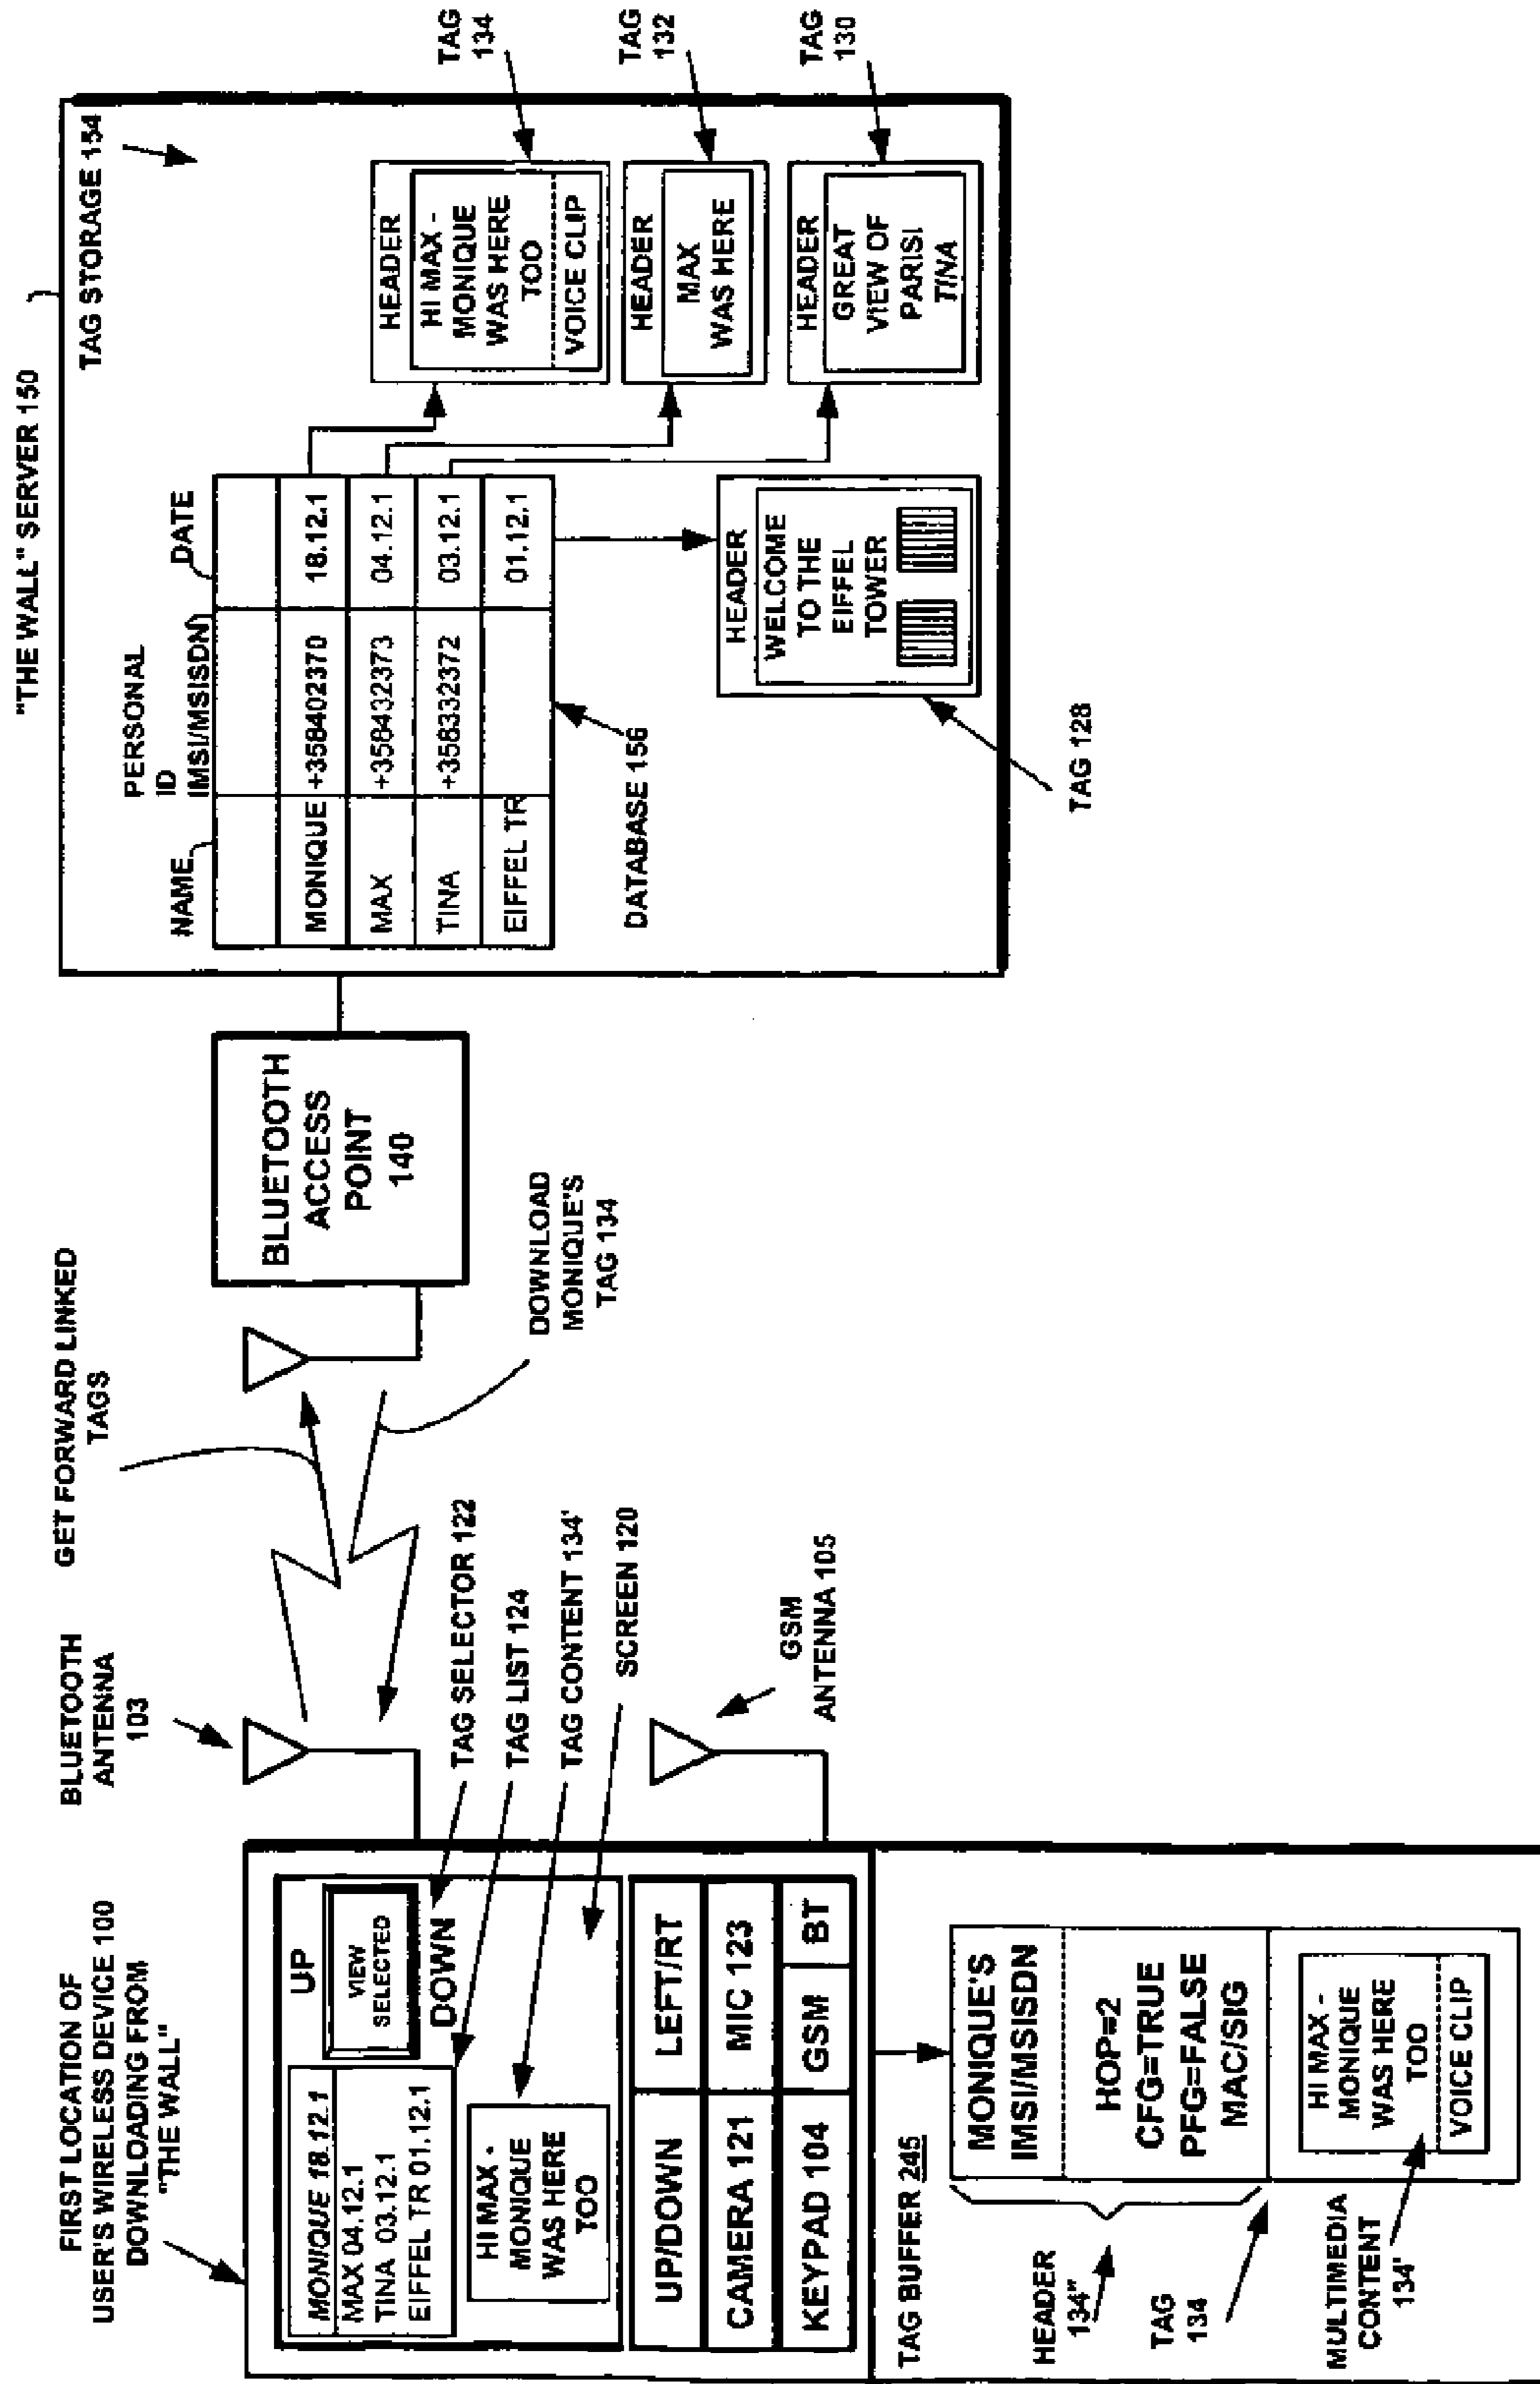 FIRST LOCATION OF
USER'S WIRELESS DEVICE 100
DOWNLOADING FROM
"THE WALL"
MONIQUE 18.12.1
MAX 04.12.1
TINA 03.12.1
EIFFEL TR 01.12.1
UP
VIEW
SELECTED
DOWN
HI MAX -
MONIQUE
WAS HERE
TOO
UP/DOWN
LEFT/RT
CAMERA 121
MIC 123
KEYPAD 104
GSM
BT
TAG BUFFER 245
MONIQUE'S
IMSI/MSISDN
HOP=2
CFG=TRUE
PFG=FALSE
MAC/SIG
HI MAX -
MONIQUE
WAS HERE
TOO
VOICE CLIP
HEADER
134"
TAG
134
MULTIMEDIA
CONTENT
134'
BLUETOOTH
ANTENNA
103
TAG SELECTOR 122
TAG LIST 124
TAG CONTENT 134'
SCREEN 120
GSM
ANTENNA 105
GET FORWARD LINKED
TAGS
DOWNLOAD
MONIQUE'S
TAG 134
BLUETOOTH
ACCESS
POINT
140
"THE WALL" SERVER 150
TAG STORAGE 154
NAME
PERSONAL
ID
IMSI/MSISDN
DATE
MONIQUE +358402370 18.12.1
MAX +358432373 04.12.1
TINA +358332372 03.12.1
EIFFEL TR 01.12.1
DATABASE 156
HEADER
WELCOME
TO THE
EIFFEL
TOWER
TAG 128
HEADER
HI MAX -
MONIQUE
WAS HERE
TOO
VOICE CLIP
HEADER
MAX
WAS HERE
HEADER
GREAT
VIEW OF
PARIS!
TINA
TAG
134
TAG
132
TAG
130